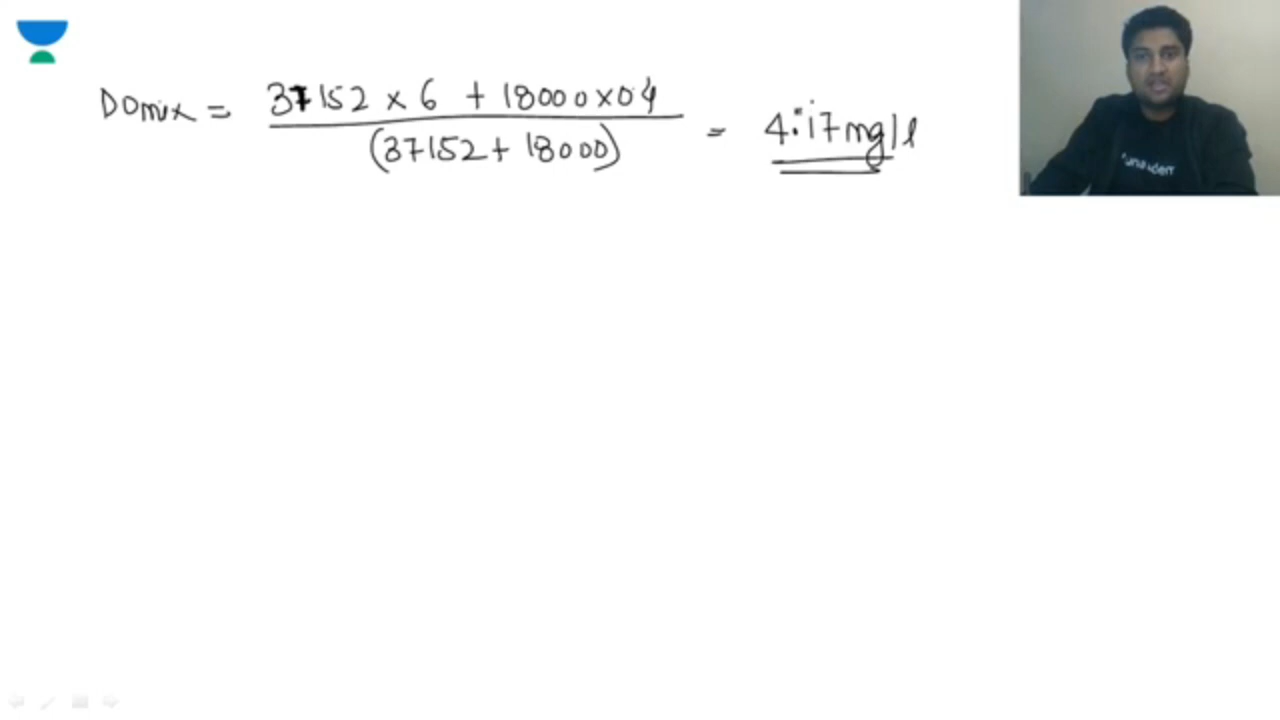 DOmix = 37152 x 6 + 18000 x 0.4 / (37152 + 18000) = 4.17 mg/l